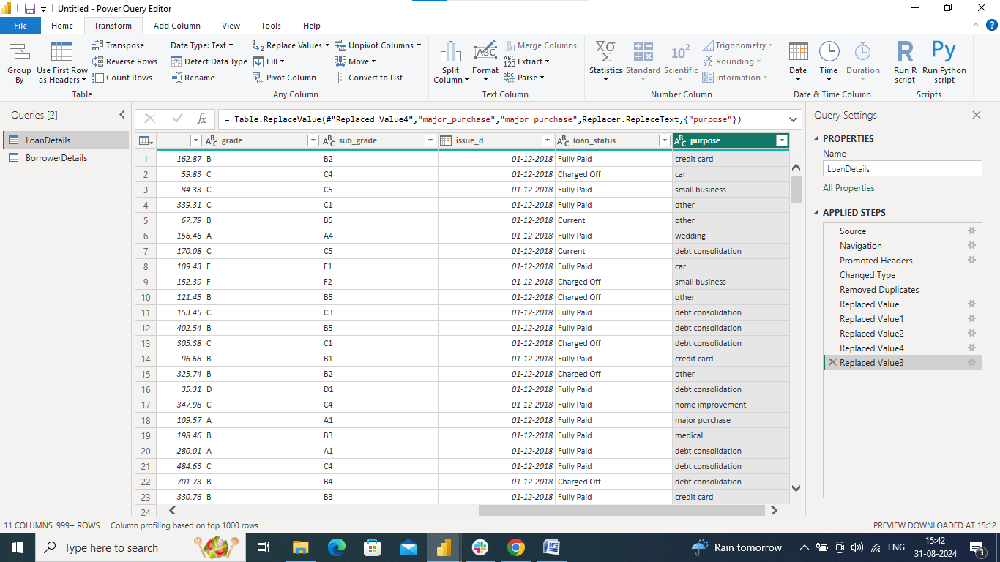 Untitled - Power Query Editor
File Home Transform Add Column View Tools Help
Group By
Use First Row as Headers
Transpose
Reverse Rows
Count Rows
Table
Data Type: Text
Detect Data Type
Rename
Replace Values
Fill
Pivot Column
Unpivot Columns
Move
Convert to List
Any Column
Split Column
Format
Merge Columns
Extract
Parse
Text Column
Statistics
Standard
Scientific
Trigonometry
Rounding
Information
Number Column
Date
Time
Duration
Date & Time Column
Run R script
Run Python script
Scripts
Queries [2]
LoanDetails
BorrowerDetails
= Table.ReplaceValue(#"Replaced Value4","major_purchase","major purchase",Replacer.ReplaceText,{"purpose"})
grade sub_grade issue_d loan_status purpose
1 162.87 B B2 01-12-2018 Fully Paid credit card
2 59.83 C C4 01-12-2018 Charged Off car
3 84.33 C C5 01-12-2018 Fully Paid small business
4 339.31 C C1 01-12-2018 Fully Paid other
5 67.79 B B5 01-12-2018 Current other
6 156.46 A A4 01-12-2018 Fully Paid wedding
7 170.08 C C5 01-12-2018 Current debt consolidation
8 109.43 E E1 01-12-2018 Fully Paid car
9 152.39 F F2 01-12-2018 Charged Off small business
10 121.45 B B5 01-12-2018 Charged Off other
11 153.45 C C3 01-12-2018 Fully Paid debt consolidation
12 402.54 B B5 01-12-2018 Fully Paid debt consolidation
13 305.38 C C1 01-12-2018 Charged Off debt consolidation
14 96.68 B B1 01-12-2018 Fully Paid credit card
15 325.74 B B2 01-12-2018 Charged Off other
16 35.31 D D1 01-12-2018 Fully Paid debt consolidation
17 347.98 C C4 01-12-2018 Fully Paid home improvement
18 109.57 A A1 01-12-2018 Fully Paid major purchase
19 198.46 B B3 01-12-2018 Fully Paid medical
20 280.01 A A1 01-12-2018 Fully Paid debt consolidation
21 484.63 C C4 01-12-2018 Fully Paid debt consolidation
22 701.73 B B4 01-12-2018 Charged Off debt consolidation
23 330.76 B B3 01-12-2018 Fully Paid credit card
24
Query Settings
PROPERTIES
Name
LoanDetails
All Properties
APPLIED STEPS
Source
Navigation
Promoted Headers
Changed Type
Removed Duplicates
Replaced Value
Replaced Value1
Replaced Value2
Replaced Value4
Replaced Value3
11 COLUMNS, 999+ ROWS Column profiling based on top 1000 rows
PREVIEW DOWNLOADED AT 15:12
Type here to search
Rain tomorrow
ENG
15:42
31-08-2024
3